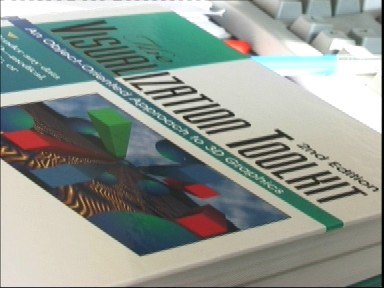 The
VISUALIZATION TOOLKIT
2nd Edition
An Object-Oriented Approach to 3D Graphics